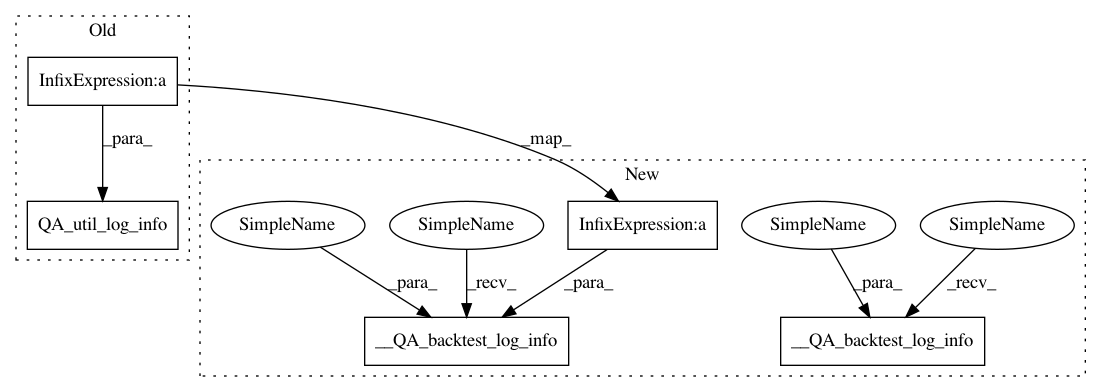 Old
InfixExpression:a
_para_
_map_
QA_util_log_info
New
SimpleName
SimpleName
InfixExpression:a
SimpleName
SimpleName
_para_
_recv_
_para_
_para_
_recv_
__QA_backtest_log_info
__QA_backtest_log_info